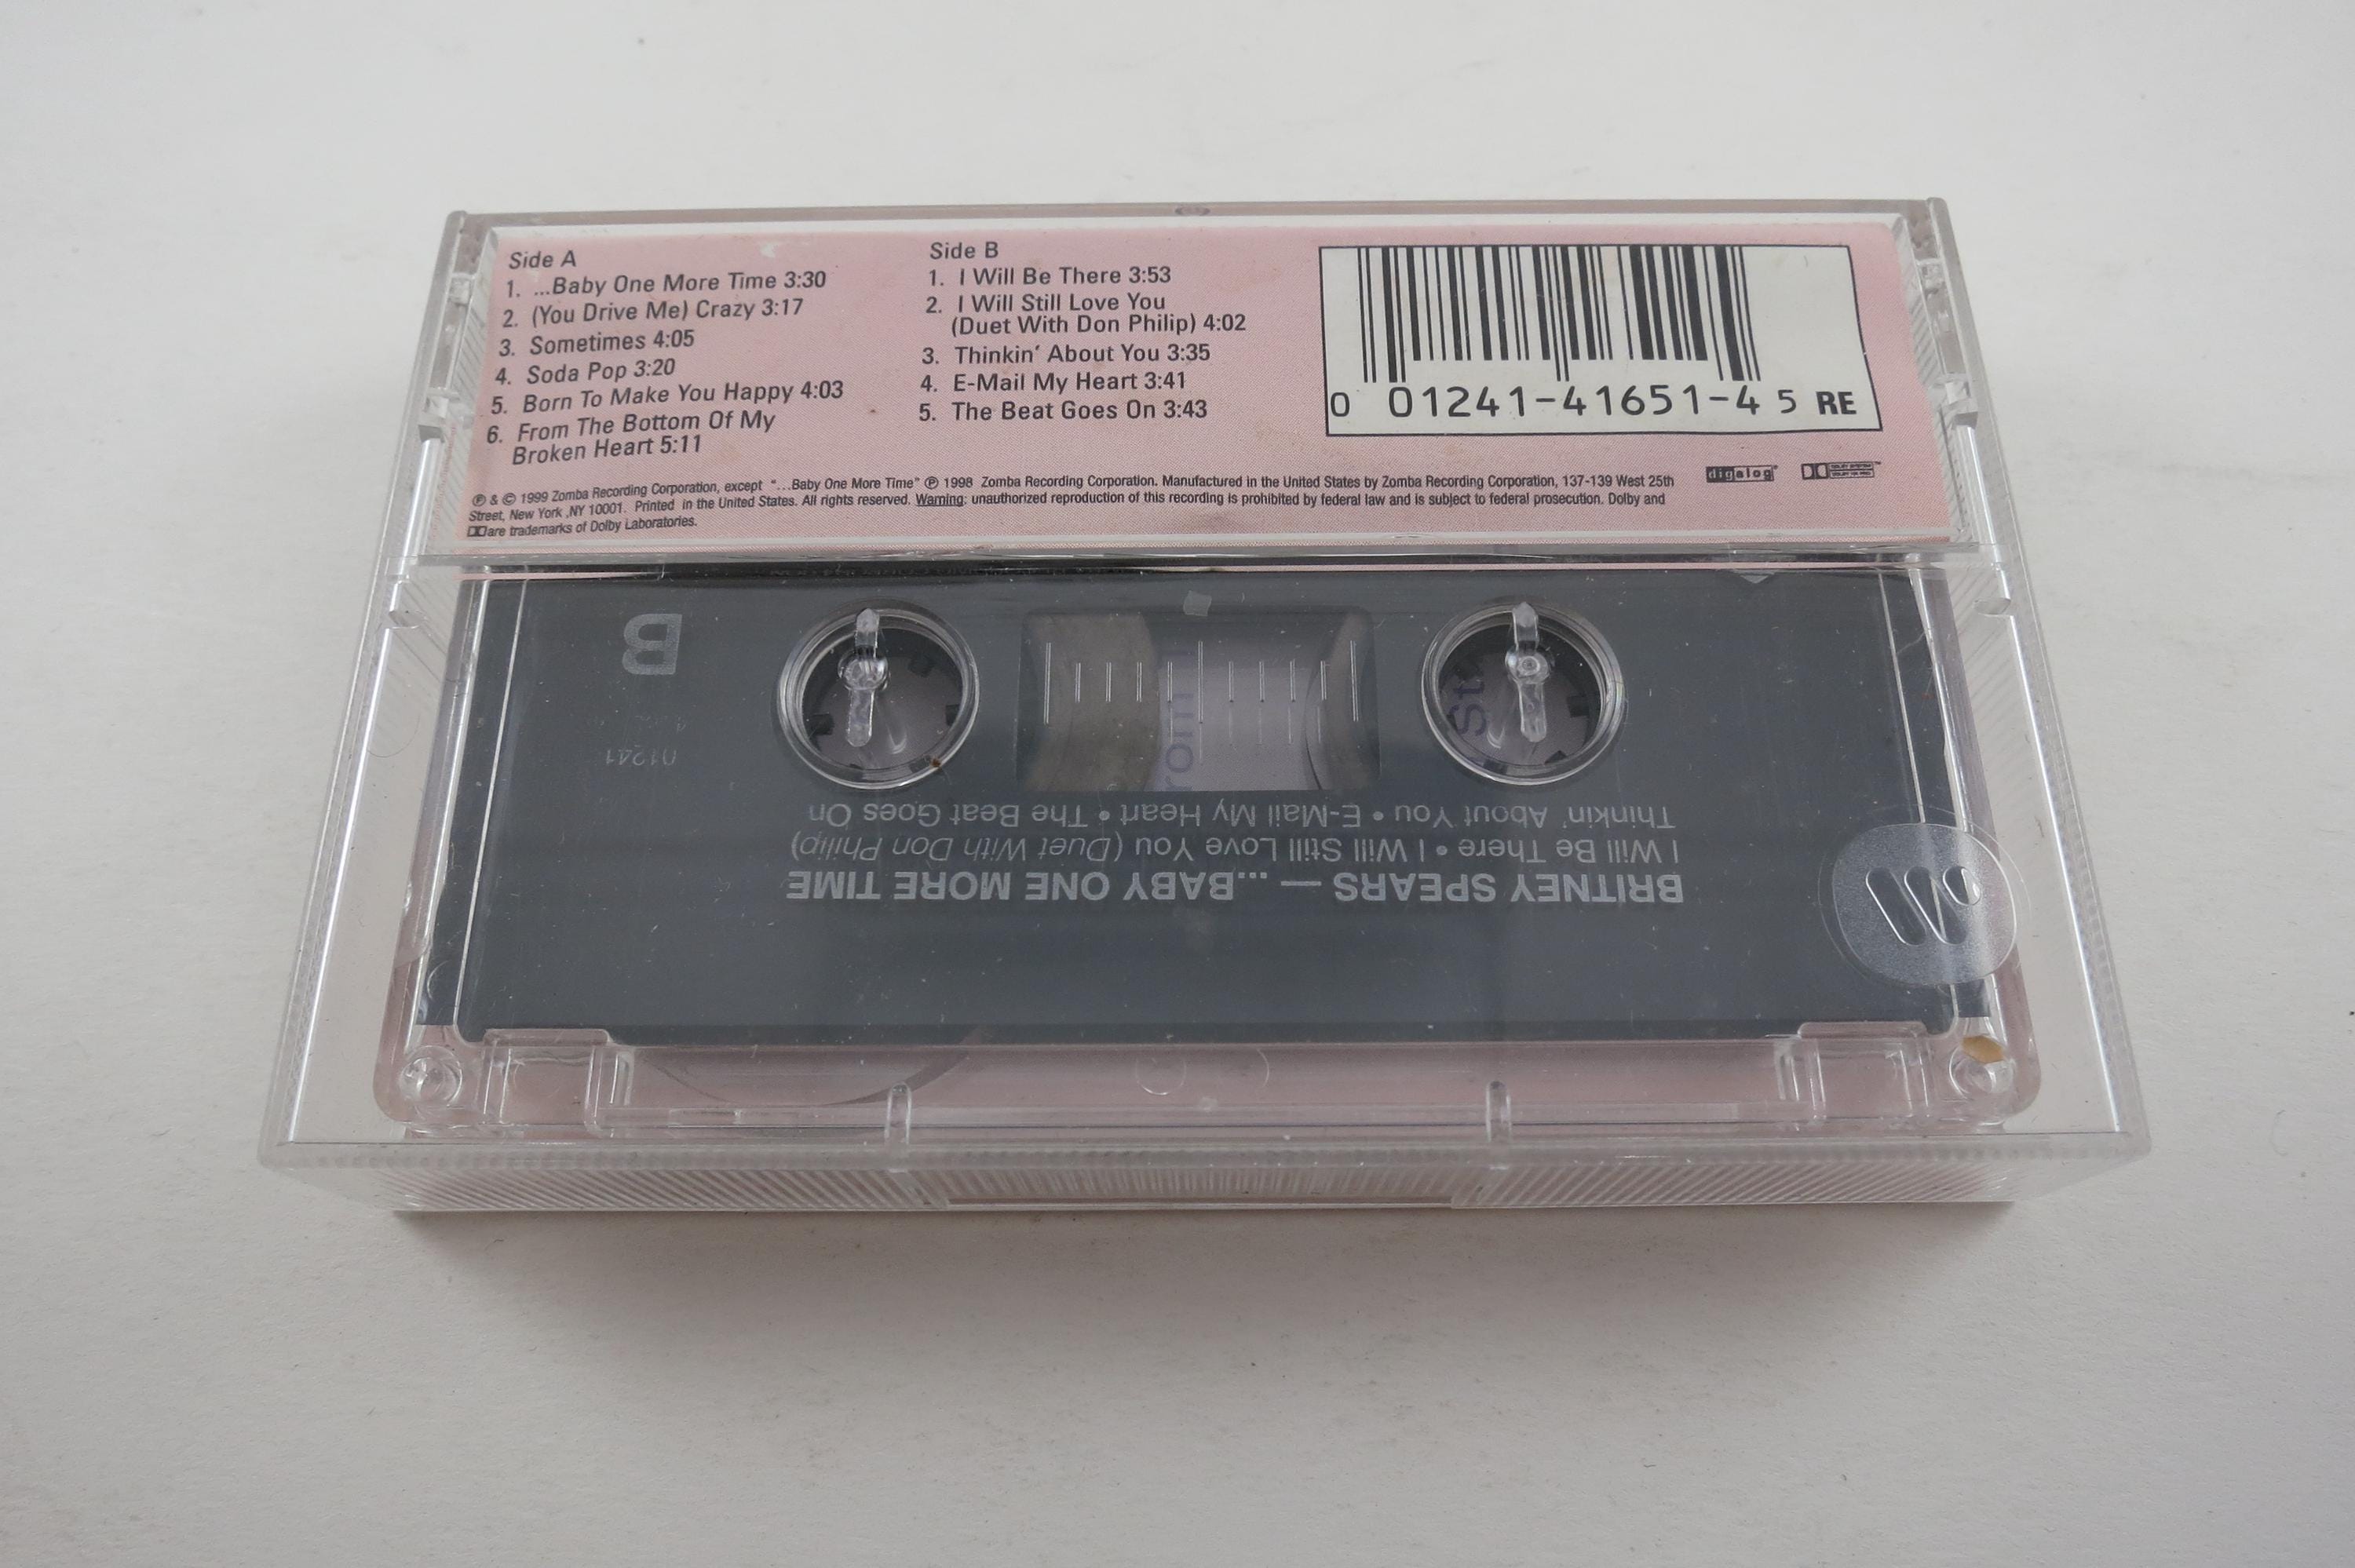 Side A
1. ...Baby One More Time 3:30
2. (You Drive Me) Crazy 3:17
3. Sometimes 4:05
4. Soda Pop 3:20
5. Born To Make You Happy 4:03
6. From The Bottom Of My
Broken Heart 5:11
Side B
1. I Will Be There 3:53
2. I Will Still Love You
(Duet With Don Philip) 4:02
3. Thinkin' About You 3:35
4. E-Mail My Heart 3:41
5. The Beat Goes On 3:43
0 01241-41651-4 5 RE
℗ & © 1999 Zomba Recording Corporation, except "...Baby One More Time" ℗ 1998 Zomba Recording Corporation. Manufactured in the United States by Zomba Recording Corporation, 137-139 West 25th
Street, New York ,NY 10001. Printed in the United States. All rights reserved. Warning: unauthorized reproduction of this recording is prohibited by federal law and is subject to federal prosecution. Dolby and
are trademarks of Dolby Laboratories.
digalog
BRITNEY SPEARS — ...BABY ONE MORE TIME
I Will Be There • I Will Still Love You (Duet With Don Philip)
Thinkin' About You • E-Mail My Heart • The Beat Goes On
01241
B